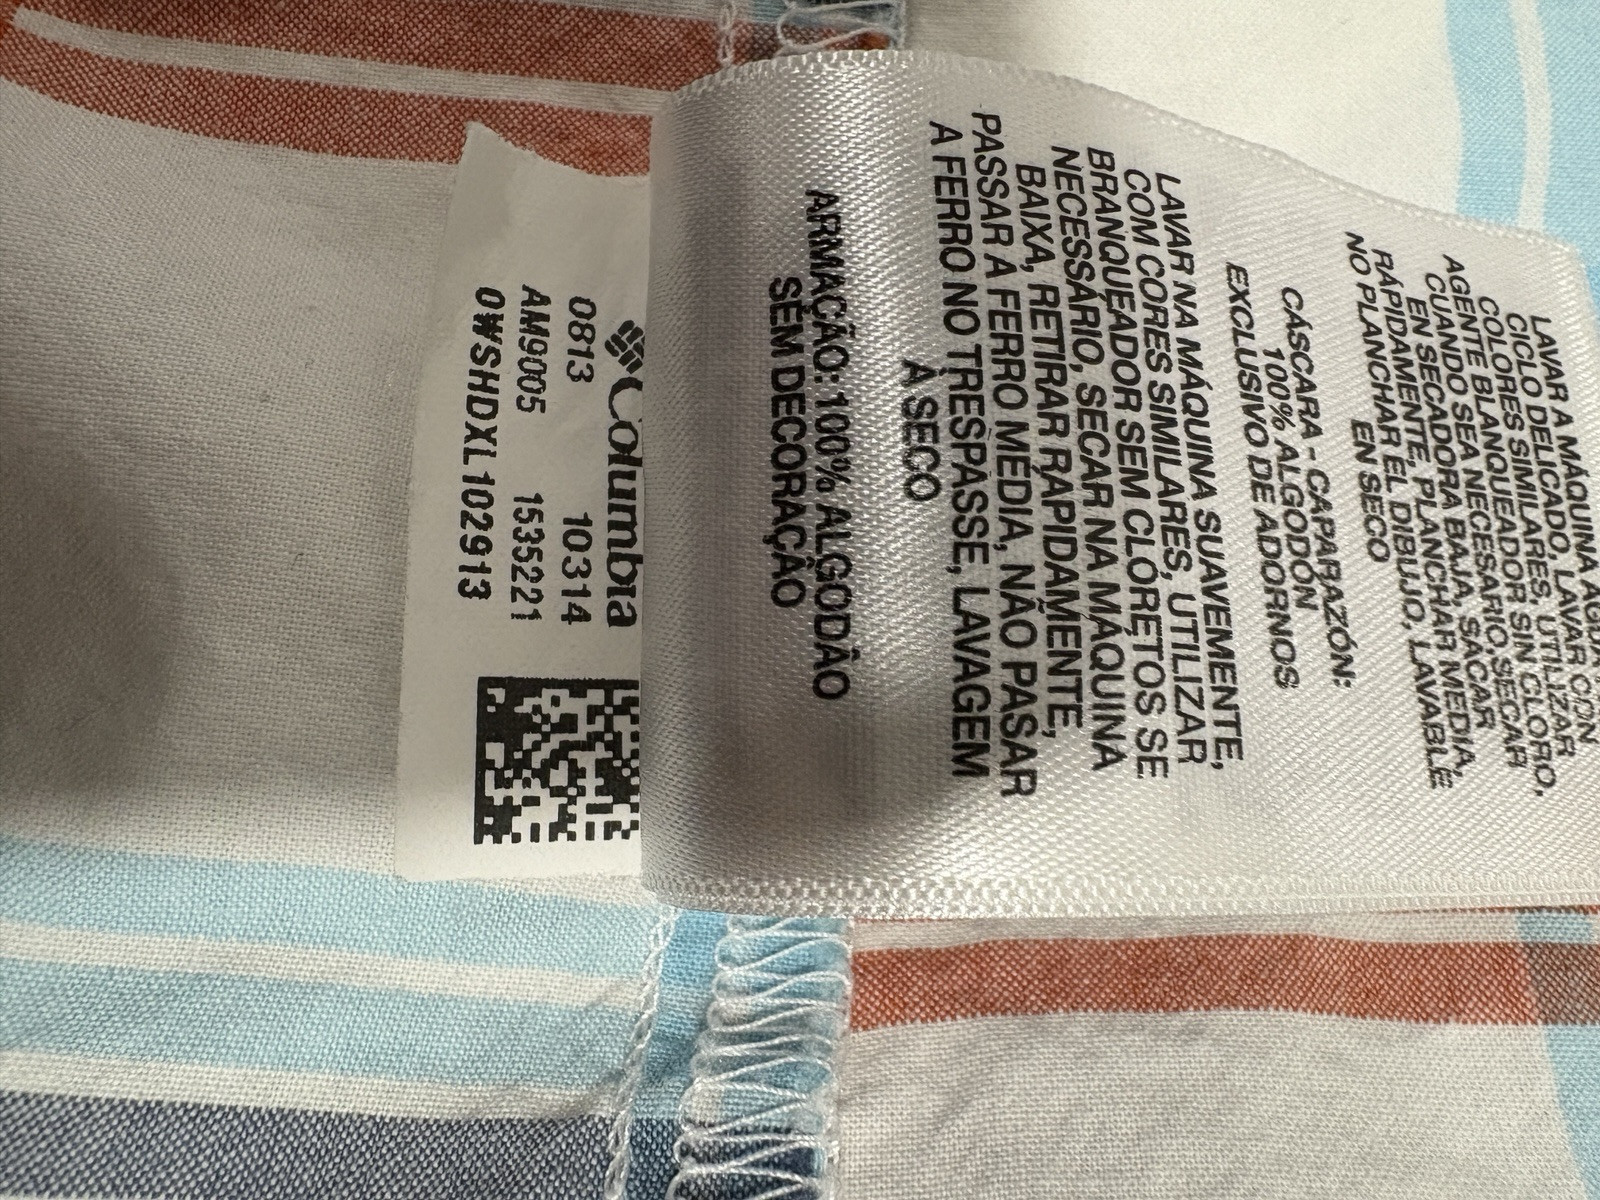 LAVAR A MÁQUINA AGUA
CICLO DELICADO, LAVAR CON
COLORES SIMILARES, UTILIZAR
AGENTE BLANQUEADOR SIN CLORO,
CUANDO SEA NECESARIO, SECAR
EN SECADORA BAJA, SACAR
RÁPIDAMENTE, PLANCHAR MEDIA,
NO PLANCHAR EL DIBUJO, LAVABLE
EN SECO
CÁSCARA - CAPARAZÓN:
100% ALGODÓN
EXCLUSIVO DE ADORNOS
LAVAR NA MÁQUINA SUAVEMENTE,
COM CORES SIMILARES, UTILIZAR
BRANQUEADOR SEM CLORETOS SE
NECESSÁRIO, SECAR NA MÁQUINA
BAIXA, RETIRAR RAPIDAMENTE,
PASSAR À FERRO MÉDIA, NÃO PASAR
A FERRO NO TRESPASSE, LAVAGEM
À SECO
ARMAÇÃO: 100% ALGODÃO
SEM DECORAÇÃO
Columbia
0813 10314
AM9005 1535221
0WSHDXL102913